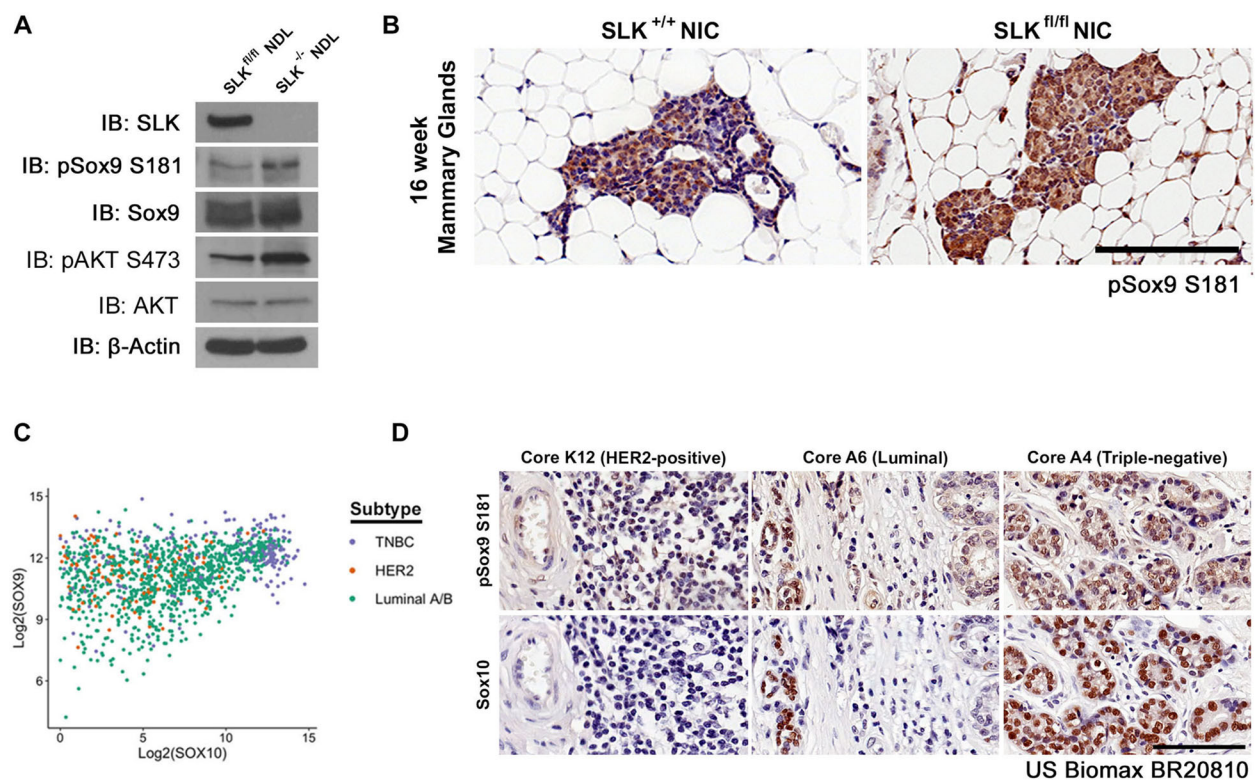 A
SLK fl/fl NDL
SLK -/- NDL
IB: SLK
IB: pSox9 S181
IB: Sox9
IB: pAKT S473
IB: AKT
IB: β-Actin
B
SLK +/+ NIC
SLK fl/fl NIC
16 week
Mammary Glands
pSox9 S181
C
15
12
9
6
Log2(SOX9)
0
5
10
15
Log2(SOX10)
Subtype
TNBC
HER2
Luminal A/B
D
Core K12 (HER2-positive)
Core A6 (Luminal)
Core A4 (Triple-negative)
pSox9 S181
Sox10
US Biomax BR20810